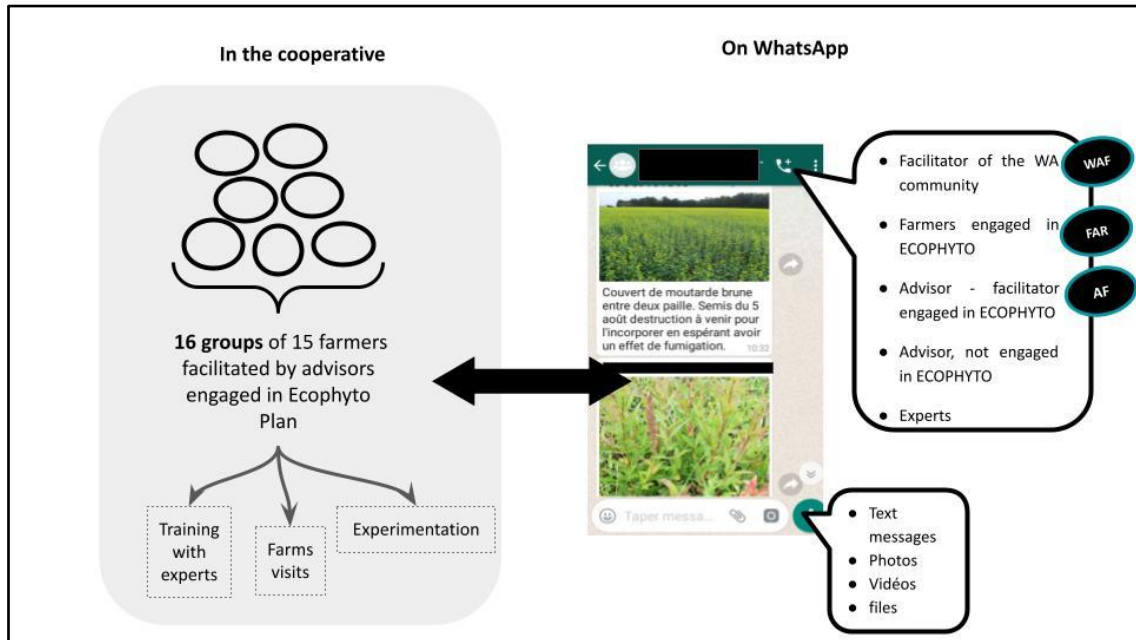 In the cooperative
16 groups of 15 farmers
facilitated by advisors
engaged in Ecophyto
Plan
Training
with
experts
Farms
visits
Experimentation
On WhatsApp
Couvert de moutarde brune
entre deux paille. Semis du 5
août destruction à venir pour
l'incorporer en espérant avoir
un effet de fumigation. 10:32
Taper messa...
● Facilitator of the WA
community
WAF
● Farmers engaged in
ECOPHYTO
FAR
● Advisor - facilitator
engaged in ECOPHYTO
AF
● Advisor, not engaged
in ECOPHYTO
● Experts
● Text
messages
● Photos
● Vidéos
● files